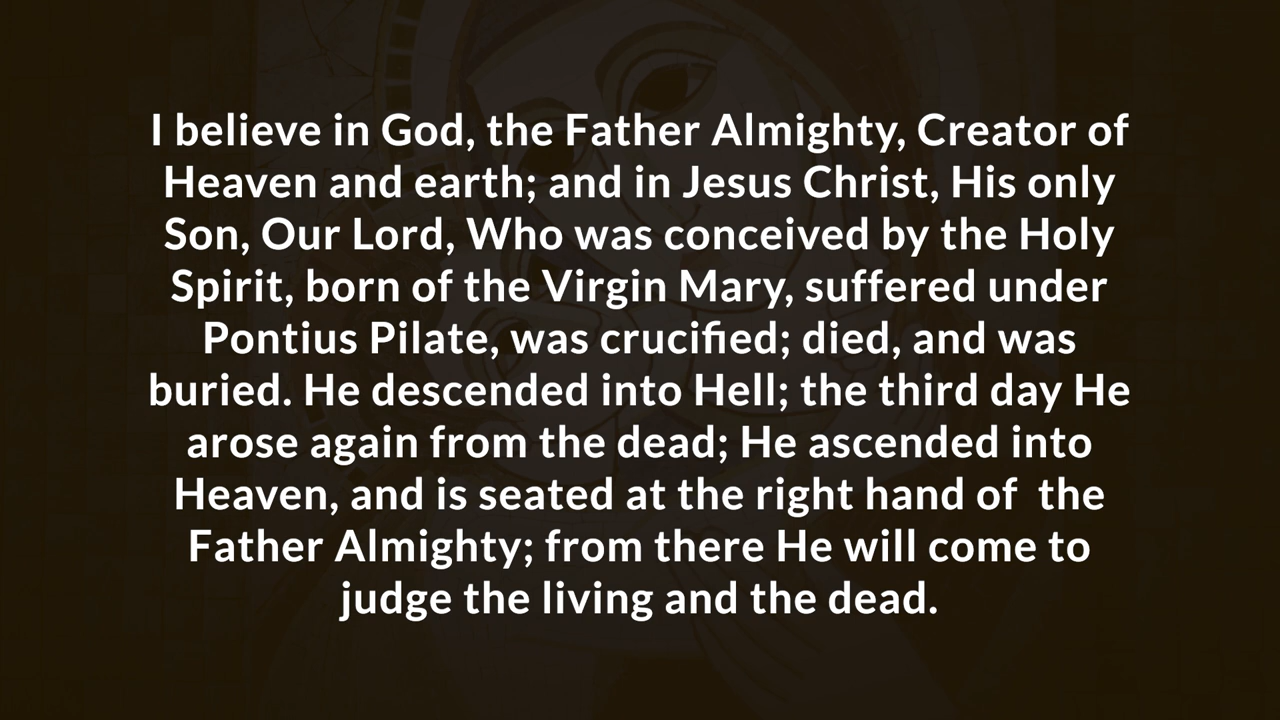 I believe in God, the Father Almighty, Creator of
Heaven and earth; and in Jesus Christ, His only
Son, Our Lord, Who was conceived by the Holy
Spirit, born of the Virgin Mary, suffered under
Pontius Pilate, was crucified; died, and was
buried. He descended into Hell; the third day He
arose again from the dead; He ascended into
Heaven, and is seated at the right hand of  the
Father Almighty; from there He will come to
judge the living and the dead.